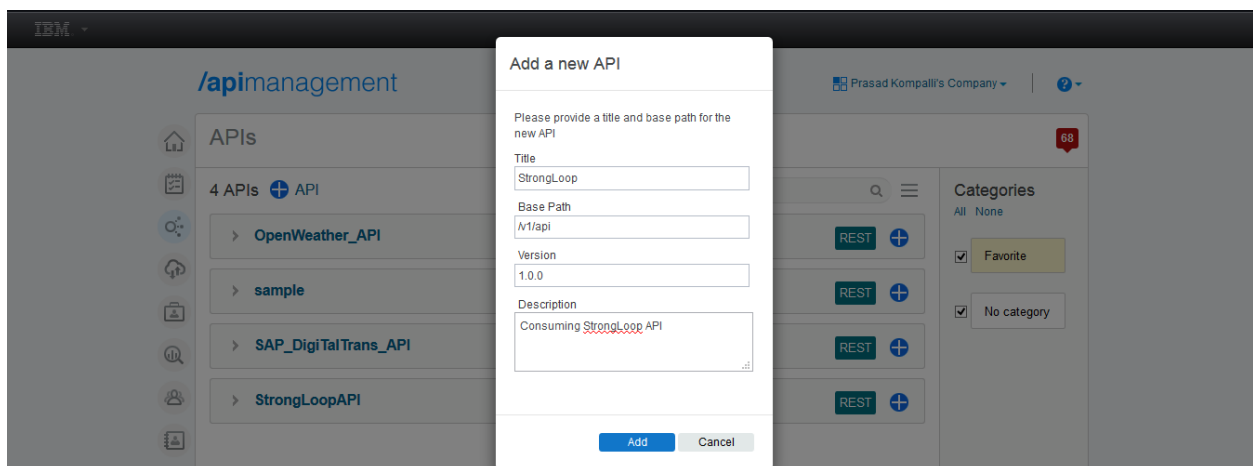 IBM
/apimanagement
Prasad Kompalli's Company
?
APIs
68
4 APIs + API
Categories
All None
OpenWeather_API
REST
Favorite
sample
REST
No category
SAP_DigiTalTrans_API
REST
StrongLoopAPI
REST
Add a new API
Please provide a title and base path for the
new API
Title
StrongLoop
Base Path
/v1/api
Version
1.0.0
Description
Consuming StrongLoop API
Add
Cancel